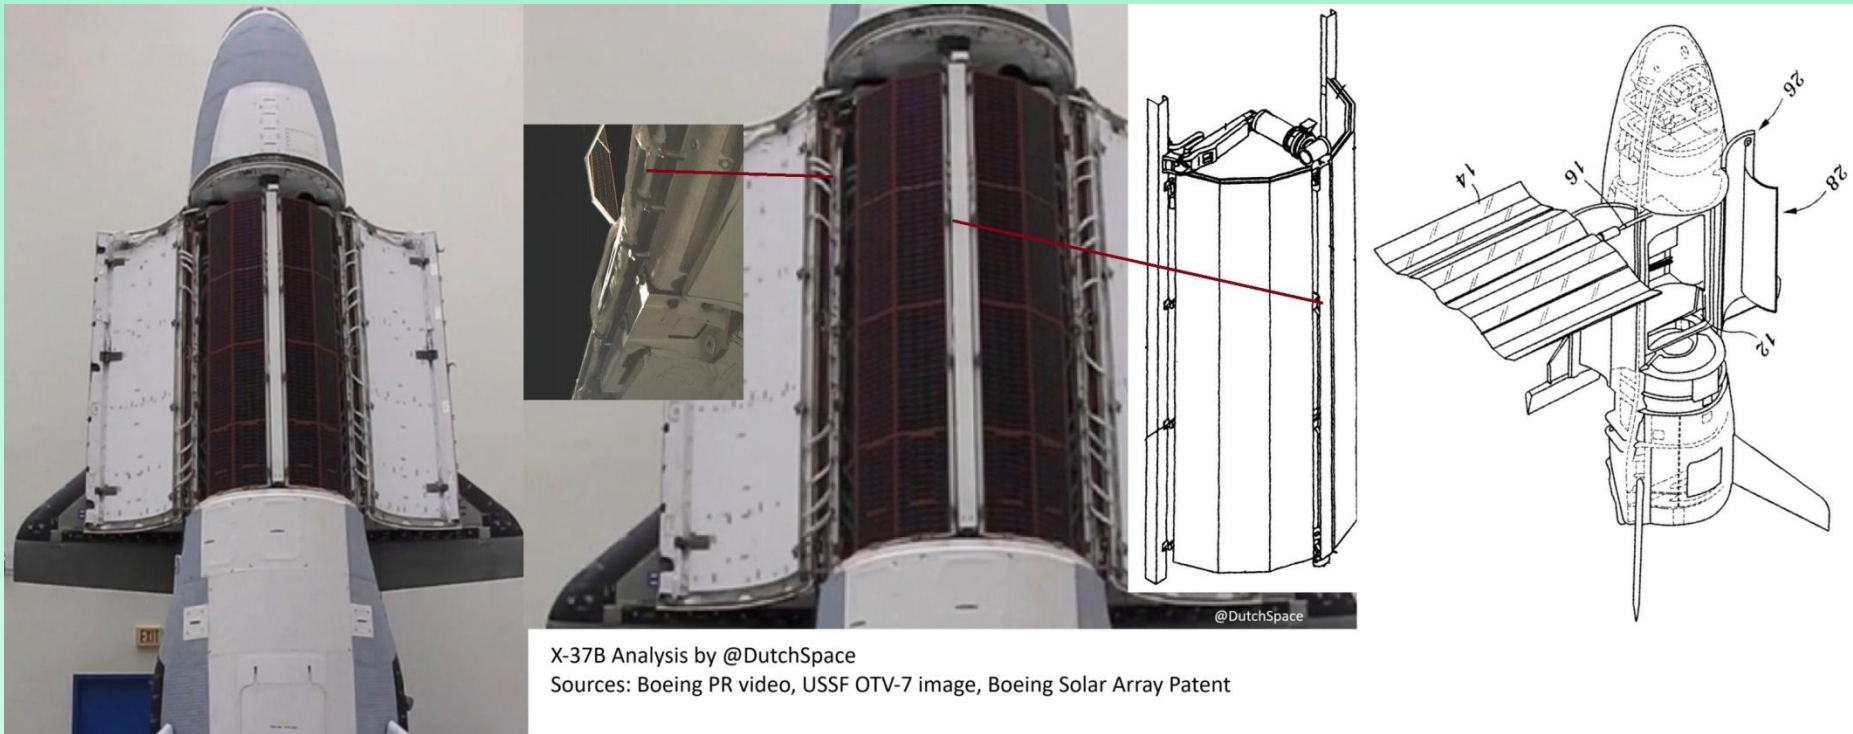 EXIT
@DutchSpace
X-37B Analysis by @DutchSpace
Sources: Boeing PR video, USSF OTV-7 image, Boeing Solar Array Patent
14
16
26
28
12